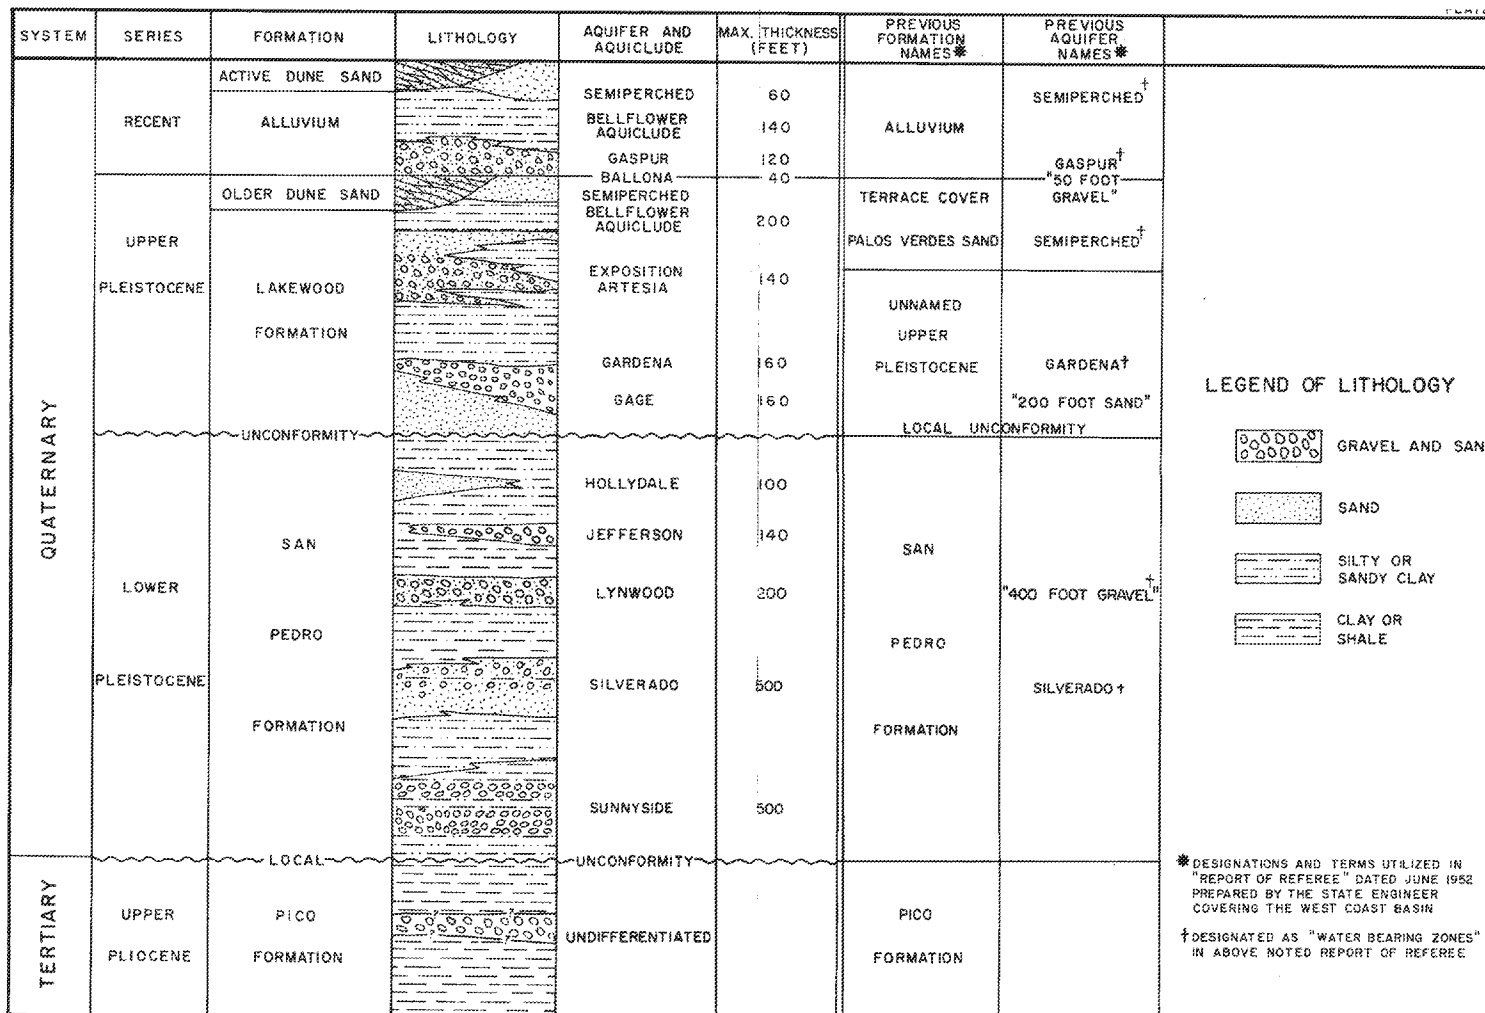 SYSTEM
SERIES
FORMATION
LITHOLOGY
AQUIFER AND
AQUICLUDE
MAX. THICKNESS
(FEET)
PREVIOUS
FORMATION
NAMES✱
PREVIOUS
AQUIFER
NAMES✱
QUATERNARY
RECENT
ACTIVE DUNE SAND
ALLUVIUM
SEMIPERCHED
60
BELLFLOWER
AQUICLUDE
140
GASPUR
120
BALLONA
40
ALLUVIUM
SEMIPERCHED†
GASPUR†
"50 FOOT
GRAVEL"
UPPER
PLEISTOCENE
OLDER DUNE SAND
LAKEWOOD
FORMATION
SEMIPERCHED
BELLFLOWER
AQUICLUDE
200
EXPOSITION
ARTESIA
140
GARDENA
160
GAGE
160
TERRACE COVER
PALOS VERDES SAND
SEMIPERCHED†
UNNAMED
UPPER
PLEISTOCENE
GARDENA†
"200 FOOT SAND"
UNCONFORMITY
LOCAL UNCONFORMITY
LOWER
PLEISTOCENE
SAN
PEDRO
FORMATION
HOLLYDALE
100
JEFFERSON
140
LYNWOOD
200
SILVERADO
500
SUNNYSIDE
500
SAN
PEDRO
FORMATION
"400 FOOT GRAVEL"†
SILVERADO†
LOCAL
UNCONFORMITY
TERTIARY
UPPER
PLIOCENE
PICO
FORMATION
UNDIFFERENTIATED
PICO
FORMATION
LEGEND OF LITHOLOGY
GRAVEL AND SAN
SAND
SILTY OR
SANDY CLAY
CLAY OR
SHALE
✱ DESIGNATIONS AND TERMS UTILIZED IN
"REPORT OF REFEREE" DATED JUNE 1952
PREPARED BY THE STATE ENGINEER
COVERING THE WEST COAST BASIN
† DESIGNATED AS "WATER BEARING ZONES"
IN ABOVE NOTED REPORT OF REFEREE